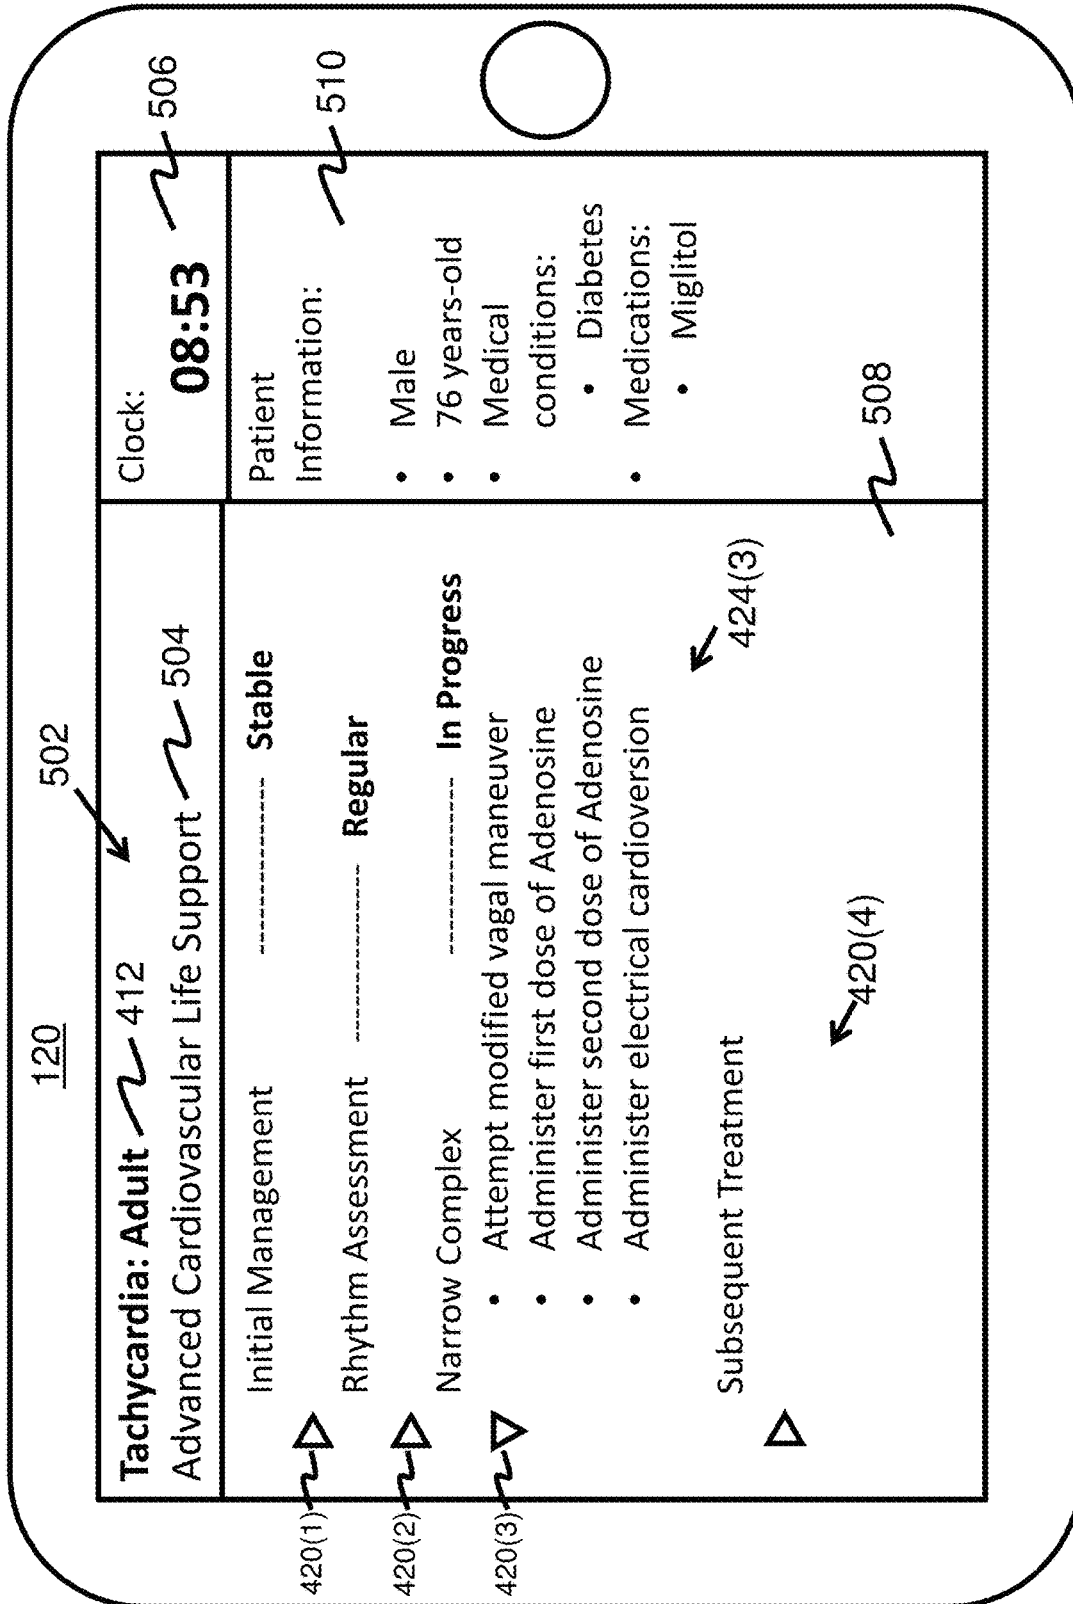 120
502
Tachycardia: Adult 412
Advanced Cardiovascular Life Support 504
Clock:
08:53
506
Initial Management --------------- Stable
420(1)
Rhythm Assessment --------------- Regular
420(2)
Narrow Complex --------------- In Progress
420(3)
• Attempt modified vagal maneuver
• Administer first dose of Adenosine
• Administer second dose of Adenosine
• Administer electrical cardioversion
424(3)
Subsequent Treatment
420(4)
508
Patient
Information:
510
• Male
• 76 years-old
• Medical
conditions:
• Diabetes
• Medications:
• Miglitol